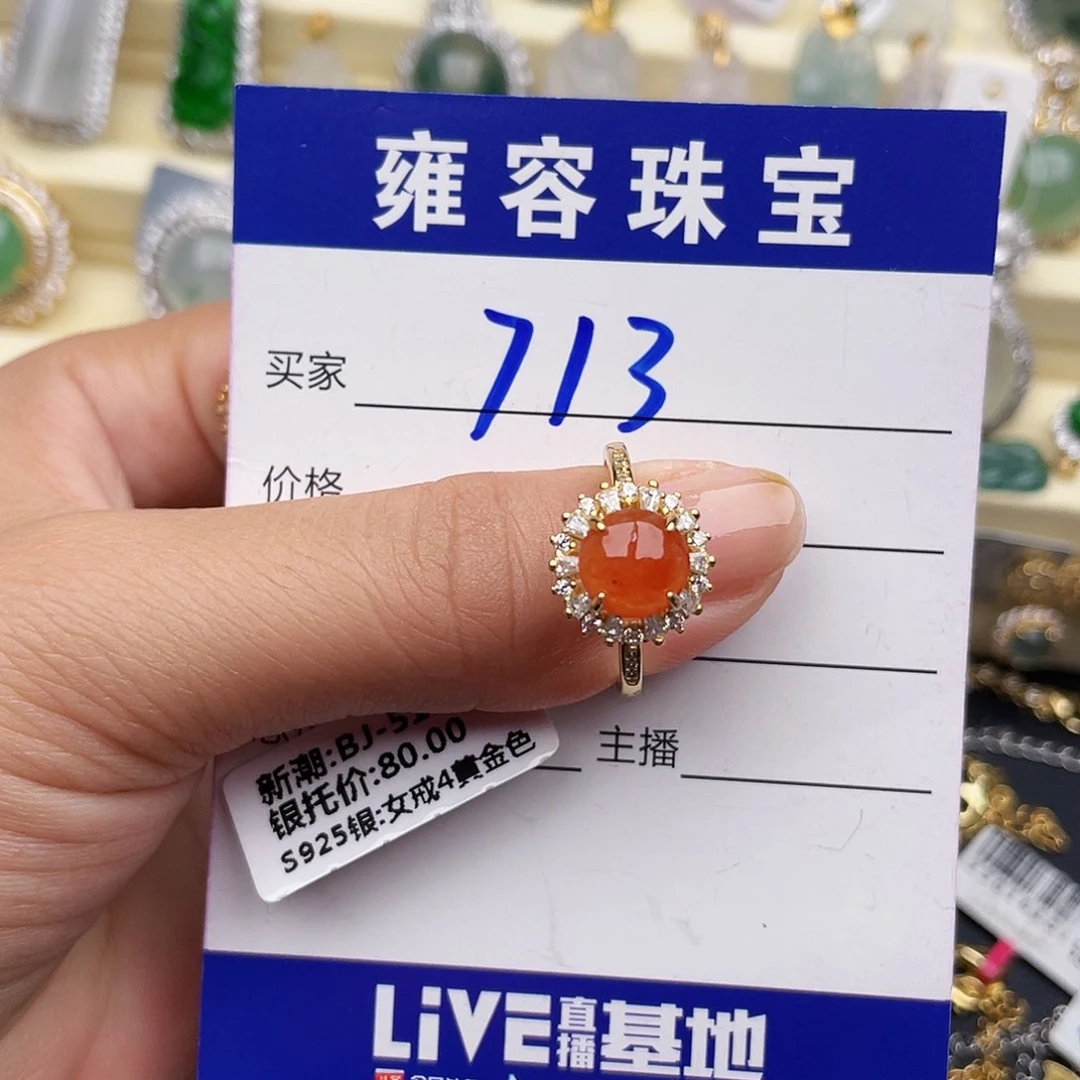 雍容珠宝
买家 713
价格
主播
新潮:BJ-51
银托价:80.00
S925银:女戒4黄金色
LiVE直播基地